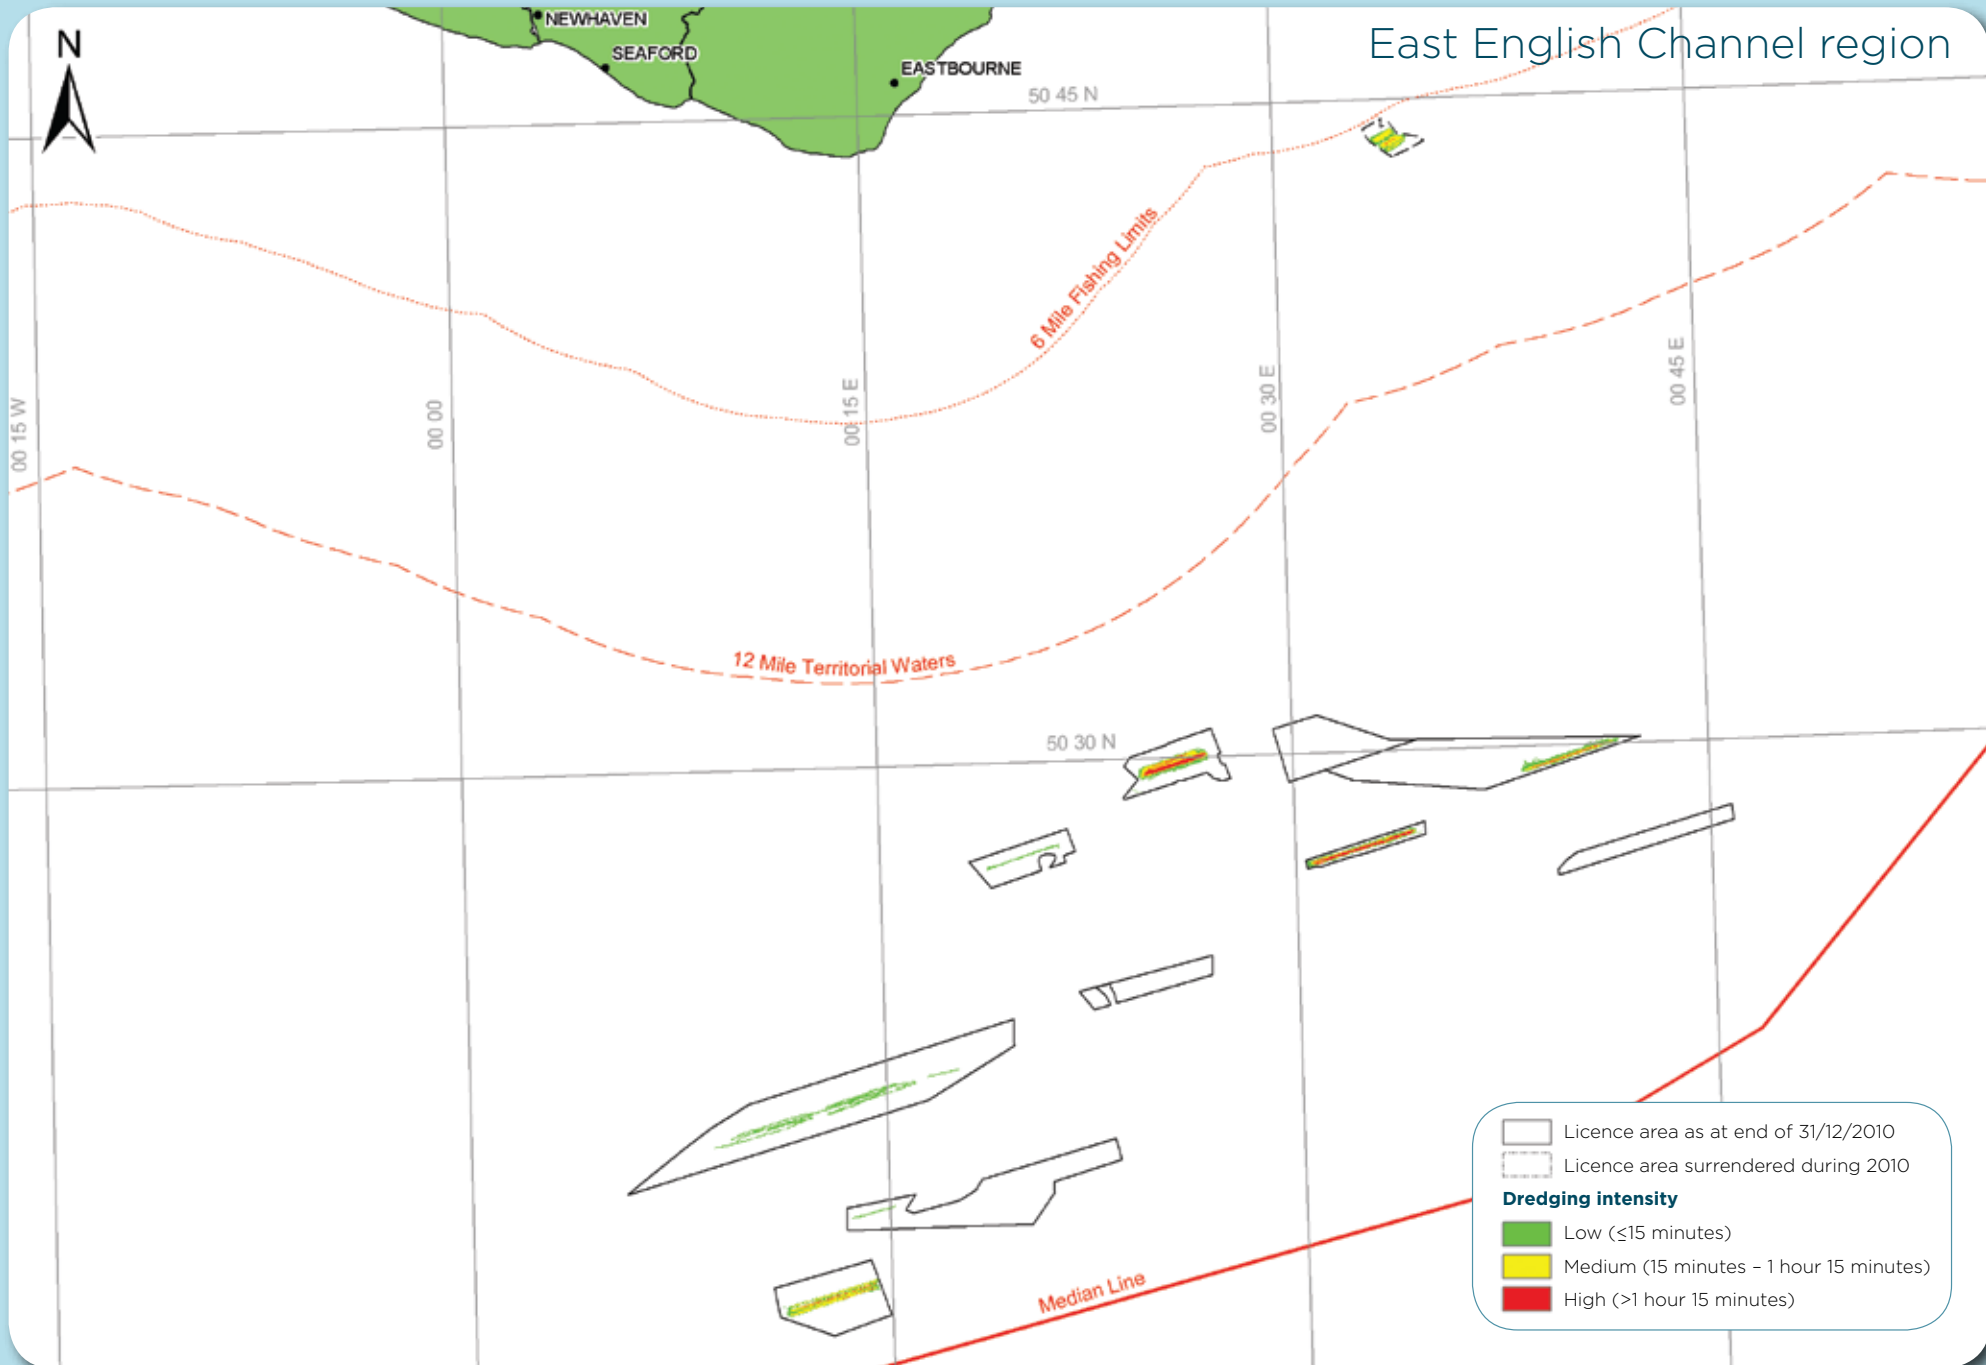 East English Channel region
N
NEWHAVEN
SEAFORD
EASTBOURNE
50 45 N
6 Mile Fishing Limits
00 15 W
00 00
00 15 E
00 30 E
00 45 E
12 Mile Territorial Waters
50 30 N
Median Line
Licence area as at end of 31/12/2010
Licence area surrendered during 2010
Dredging intensity
Low (≤15 minutes)
Medium (15 minutes – 1 hour 15 minutes)
High (>1 hour 15 minutes)